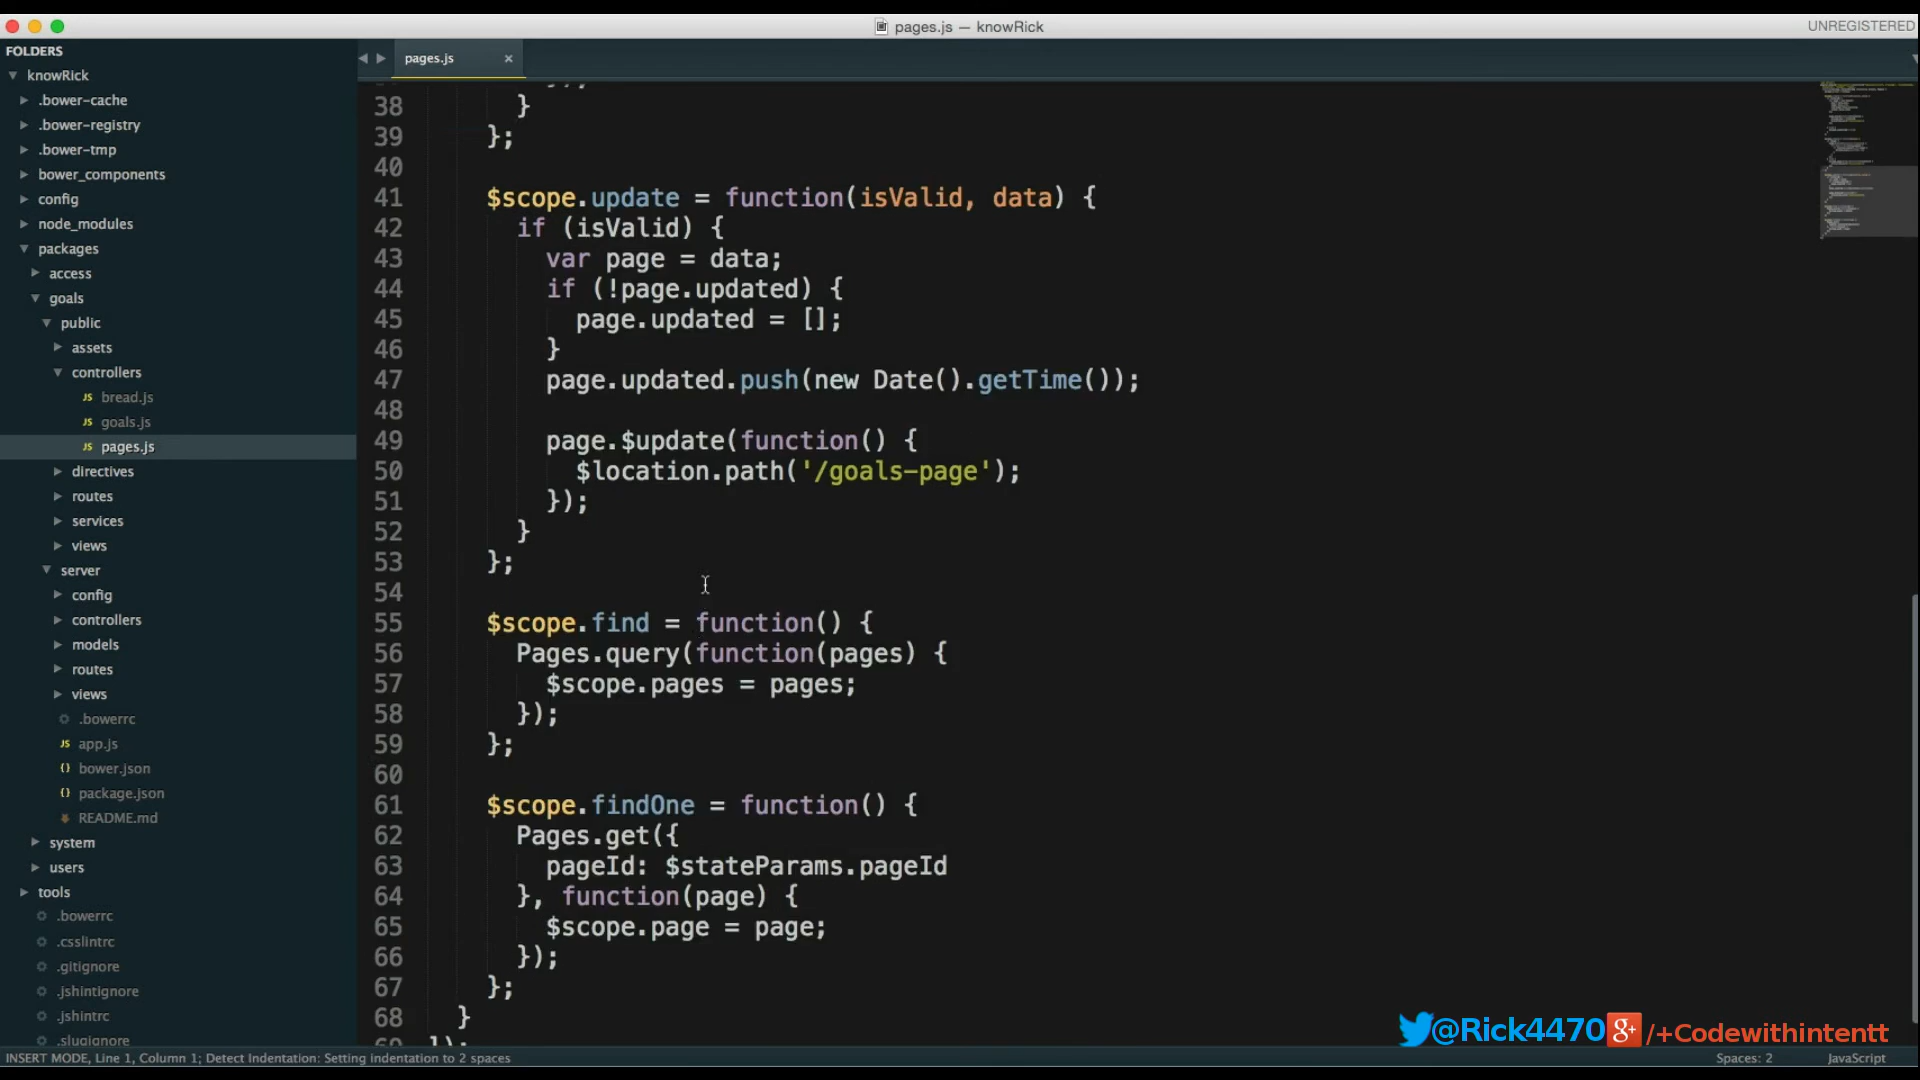 pages.js — knowRick
UNREGISTERED
FOLDERS
knowRick
.bower-cache
.bower-registry
.bower-tmp
bower_components
config
node_modules
packages
access
goals
public
assets
controllers
JS bread.js
JS goals.js
JS pages.js
directives
routes
services
views
server
config
controllers
models
routes
views
.bowerrc
JS app.js
{} bower.json
{} package.json
README.md
system
users
tools
.bowerrc
.csslintrc
.gitignore
.jshintignore
.jshintrc
.slugignore
pages.js ×
38 }
39 };
40
41 $scope.update = function(isValid, data) {
42 if (isValid) {
43 var page = data;
44 if (!page.updated) {
45 page.updated = [];
46 }
47 page.updated.push(new Date().getTime());
48
49 page.$update(function() {
50 $location.path('/goals-page');
51 });
52 }
53 };
54
55 $scope.find = function() {
56 Pages.query(function(pages) {
57 $scope.pages = pages;
58 });
59 };
60
61 $scope.findOne = function() {
62 Pages.get({
63 pageId: $stateParams.pageId
64 }, function(page) {
65 $scope.page = page;
66 });
67 };
68 }
69 ]);
@Rick4470 g+ /+Codewithintentt
INSERT MODE, Line 1, Column 1; Detect Indentation: Setting indentation to 2 spaces
Spaces: 2
JavaScript